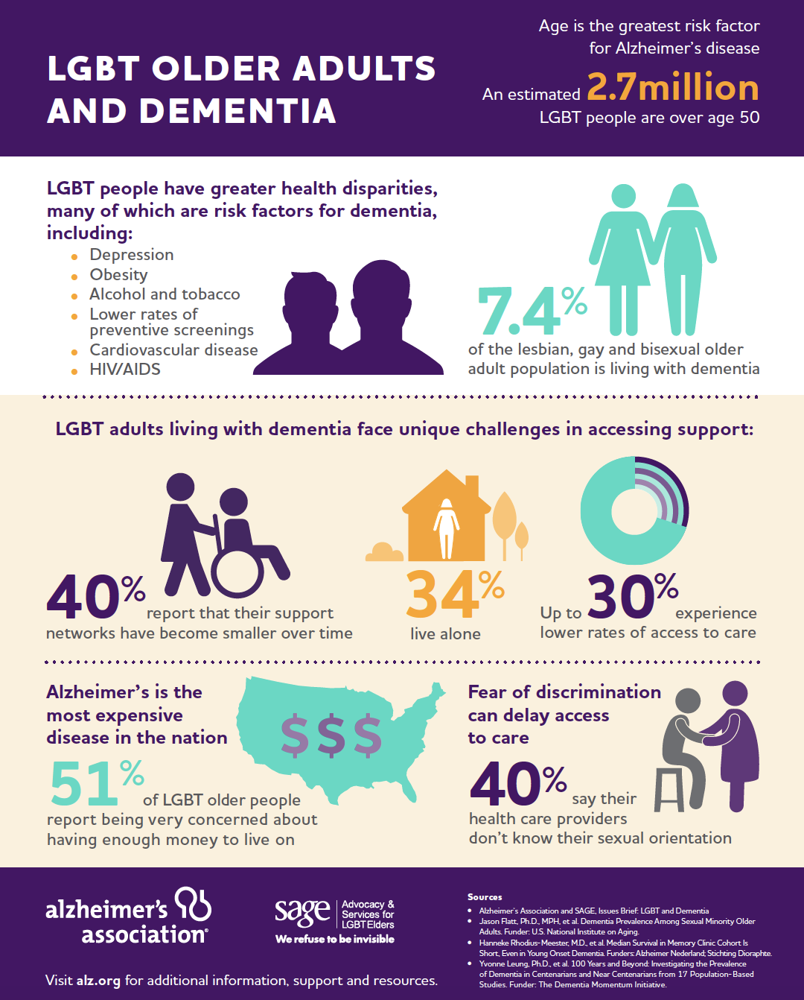 LGBT OLDER ADULTS
AND DEMENTIA
Age is the greatest risk factor
for Alzheimer's disease
An estimated 2.7million
LGBT people are over age 50
LGBT people have greater health disparities,
many of which are risk factors for dementia,
including:
• Depression
• Obesity
• Alcohol and tobacco
• Lower rates of
preventive screenings
• Cardiovascular disease
• HIV/AIDS
7.4%
of the lesbian, gay and bisexual older
adult population is living with dementia
LGBT adults living with dementia face unique challenges in accessing support:
40% report that their support
networks have become smaller over time
34%
live alone
Up to 30% experience
lower rates of access to care
Alzheimer's is the
most expensive
disease in the nation
$ $ $
51% of LGBT older people
report being very concerned about
having enough money to live on
Fear of discrimination
can delay access
to care
40% say their
health care providers
don't know their sexual orientation
alzheimer's
association®
sage
Advocacy &
Services for
LGBT Elders
We refuse to be invisible
Visit alz.org for additional information, support and resources.
Sources
• Alzheimer's Association and SAGE, Issues Brief: LGBT and Dementia
• Jason Flatt, Ph.D., MPH, et al. Dementia Prevalence Among Sexual Minority Older
Adults. Funder: U.S. National Institute on Aging.
• Hanneke Rhodius-Meester, M.D., et al. Median Survival in Memory Clinic Cohort Is
Short, Even in Young Onset Dementia. Funders: Alzheimer Nederland; Stichting Dioraphte.
• Yvonne Leung, Ph.D., et al. 100 Years and Beyond: Investigating the Prevalence
of Dementia in Centenarians and Near Centenarians from 17 Population-Based
Studies. Funder: The Dementia Momentum Initiative.